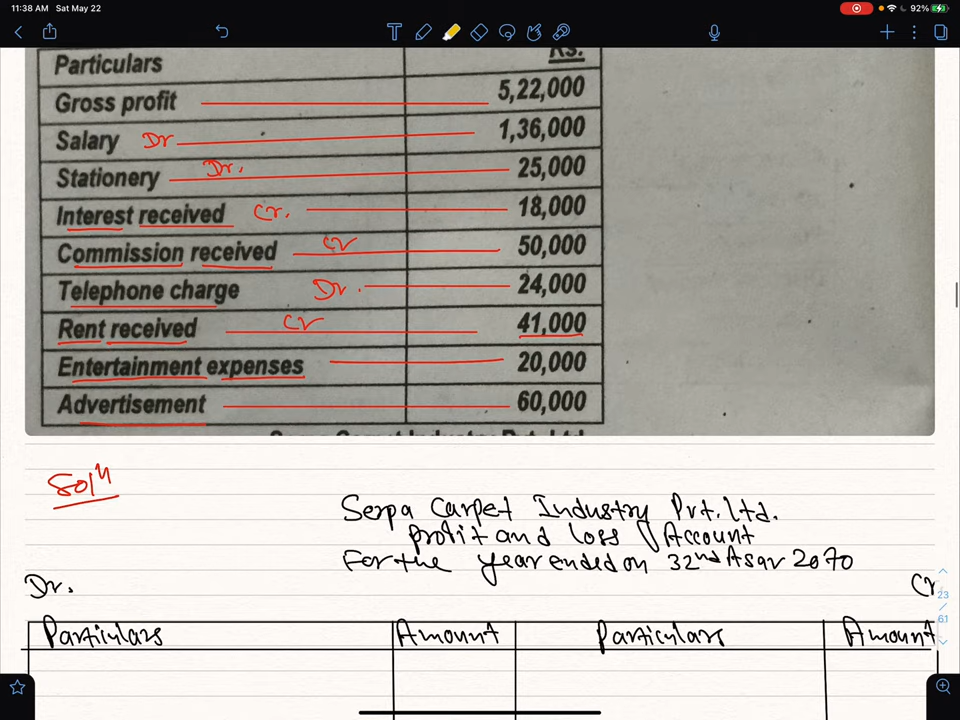 11:38 AM Sat May 22
92%
Particulars
Rs.
Gross profit 5,22,000
Salary Dr 1,36,000
Stationery Dr. 25,000
Interest received Cr. 18,000
Commission received Cr 50,000
Telephone charge Dr. 24,000
Rent received Cr 41,000
Entertainment expenses 20,000
Advertisement 60,000
Solⁿ
Serpa Carpet Industry Pvt. Ltd.
profit and loss Account
For the year ended on 32nd Asar 2070
Dr. Cr
Particulars Amount Particulars Amount
23
/
61